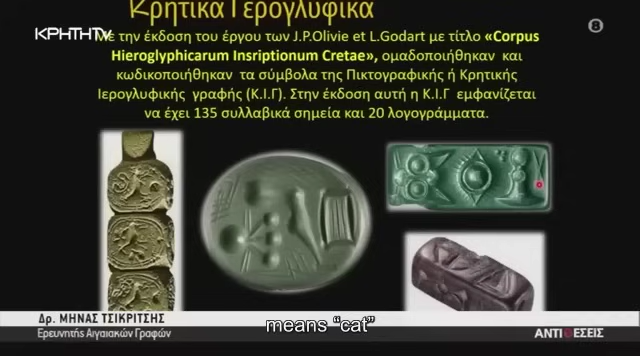 Κρητικά Ιερογλυφικά
ΚΡΗΤΗTV
8
Με την έκδοση του έργου των J.P.Olivie et L.Godart με τίτλο «Corpus
Hieroglyphicarum Insriptionum Cretae», ομαδοποιήθηκαν και
κωδικοποιήθηκαν τα σύμβολα της Πικτογραφικής ή Κρητικής
Ιερογλυφικής γραφής (Κ.Ι.Γ). Στην έκδοση αυτή η Κ.Ι.Γ εμφανίζεται
να έχει 135 συλλαβικά σημεία και 20 λογογράμματα.
Δρ. ΜΗΝΑΣ ΤΣΙΚΡΙΤΣΗΣ
Ερευνητής Αιγαιακών Γραφών
means “cat”
ΑΝΤΙΘΕΣΕΙΣ